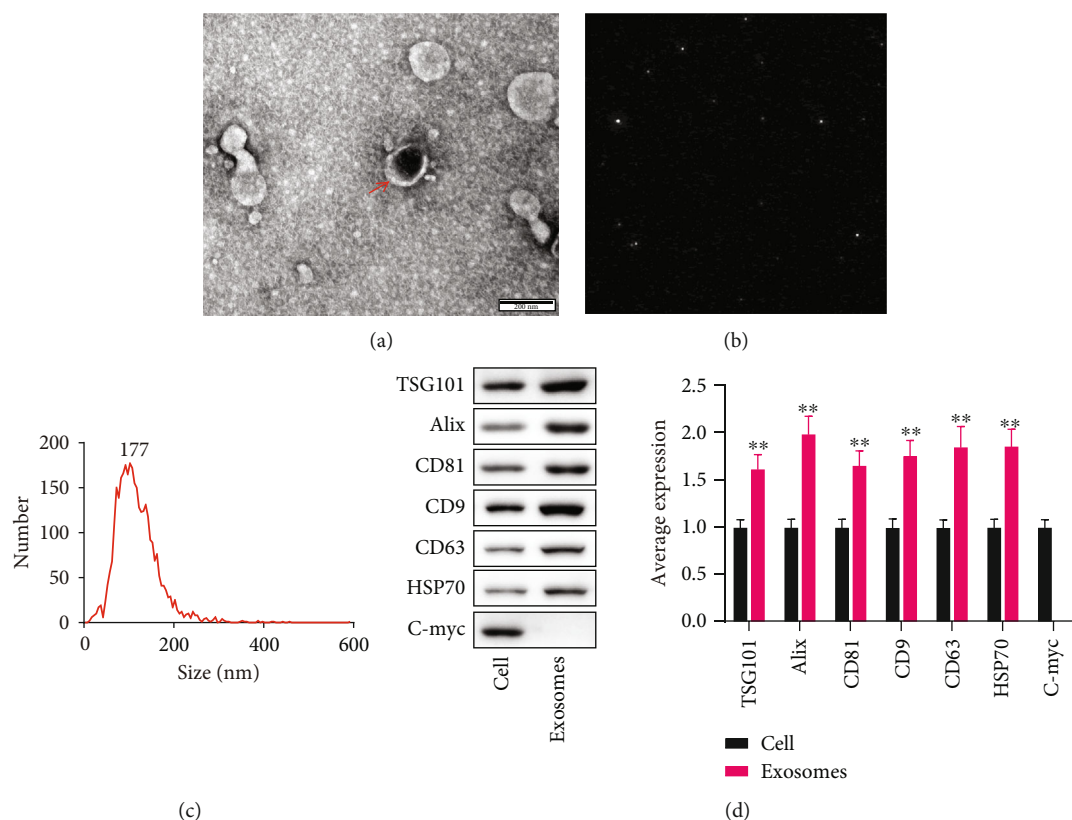 200 nm
(a)
(b)
Number
200
150
100
50
0
177
0
200
400
600
Size (nm)
(c)
TSG101
Alix
CD81
CD9
CD63
HSP70
C-myc
Cell
Exosomes
Average expression
2.5
2.0
1.5
1.0
0.5
0.0
**
**
**
**
**
**
TSG101
Alix
CD81
CD9
CD63
HSP70
C-myc
Cell
Exosomes
(d)